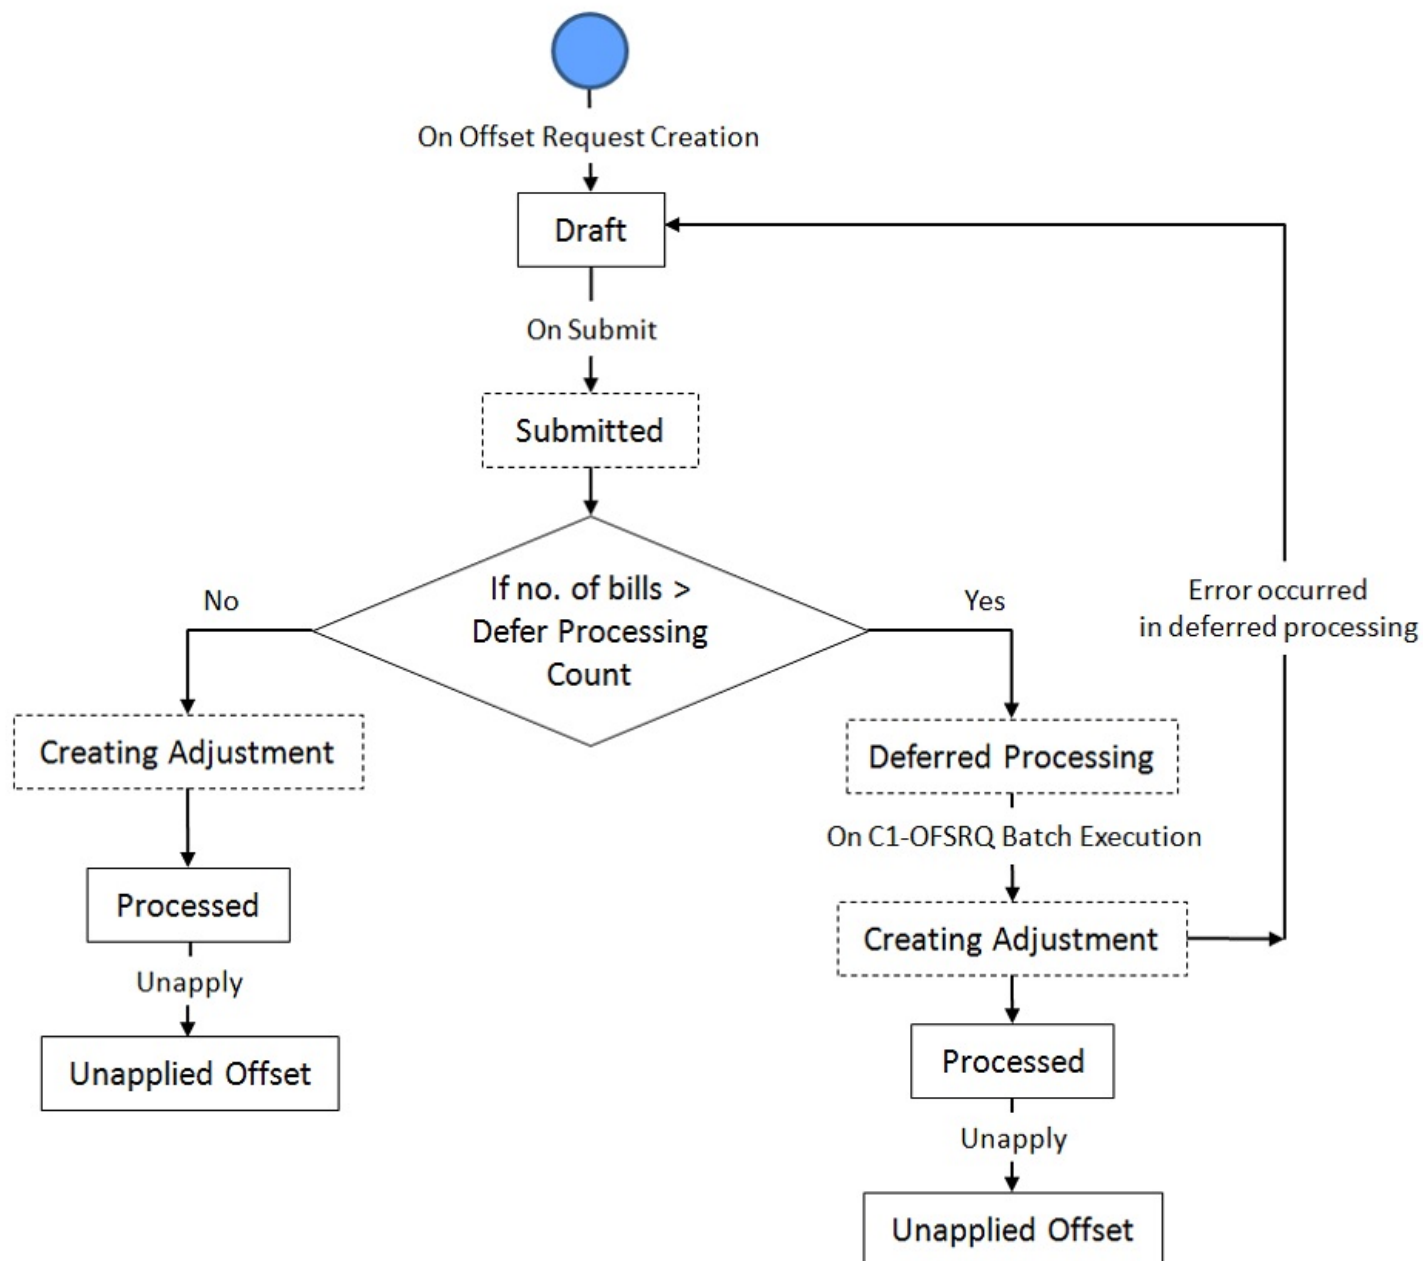 On Offset Request Creation
Draft
On Submit
Submitted
If no. of bills >
Defer Processing
Count
No
Yes
Error occurred
in deferred processing
Creating Adjustment
Processed
Unapply
Unapplied Offset
Deferred Processing
On C1-OFSRQ Batch Execution
Creating Adjustment
Processed
Unapply
Unapplied Offset